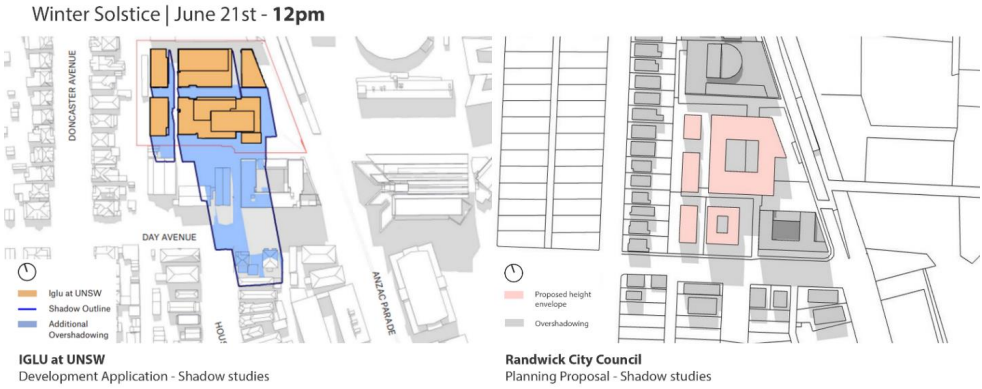 Winter Solstice | June 21st - 12pm
DONCASTER AVENUE
DAY AVENUE
ANZAC PARADE
HOU
Iglu at UNSW
Shadow Outline
Additional
Overshadowing
IGLU at UNSW
Development Application - Shadow studies
Proposed height
envelope
Overshadowing
Randwick City Council
Planning Proposal - Shadow studies